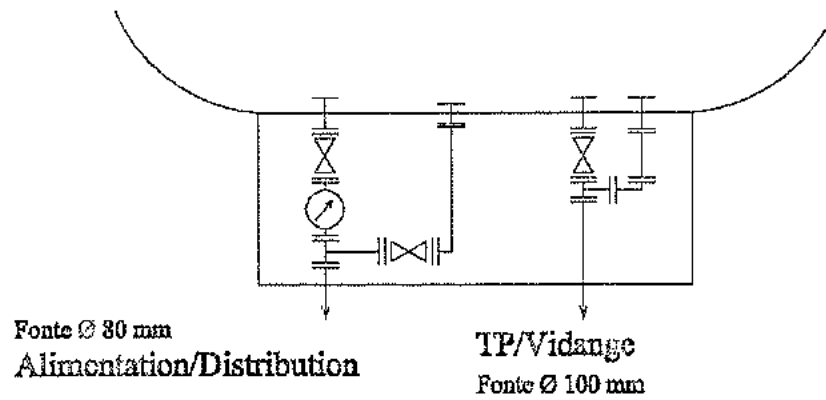 Fonte Ø 80 mm
Alimentation/Distribution
TP/Vidange
Fonte Ø 100 mm